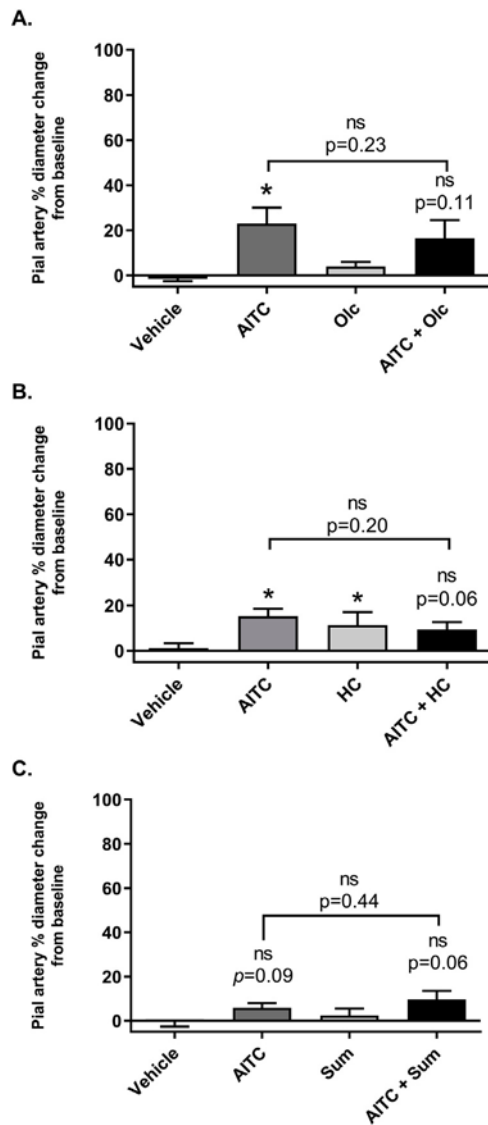 A.
Pial artery % diameter change
from baseline
100
80
60
40
20
0
ns
p=0.23
*
ns
p=0.11
Vehicle
AITC
Olc
AITC + Olc
B.
Pial artery % diameter change
from baseline
100
80
60
40
20
0
ns
p=0.20
*
*
ns
p=0.06
Vehicle
AITC
HC
AITC + HC
C.
Pial artery % diameter change
from baseline
100
80
60
40
20
0
ns
p=0.44
ns
p=0.09
ns
p=0.06
Vehicle
AITC
Sum
AITC + Sum